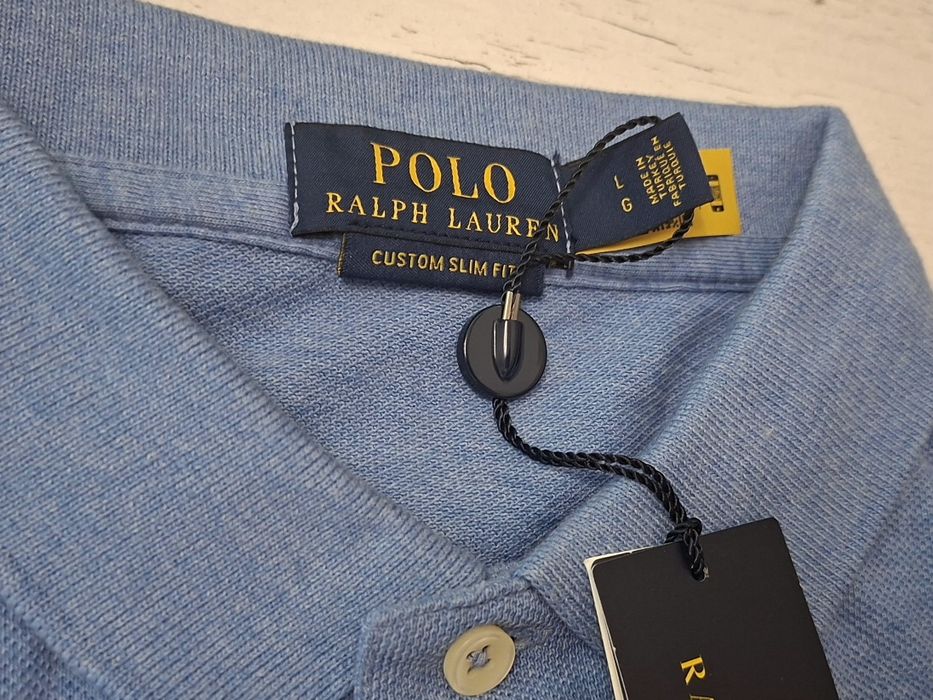 POLO
RALPH LAUREN
CUSTOM SLIM FIT
L
G
MADE IN
TURKEY
FABRIQUÉ EN
TURQUIE